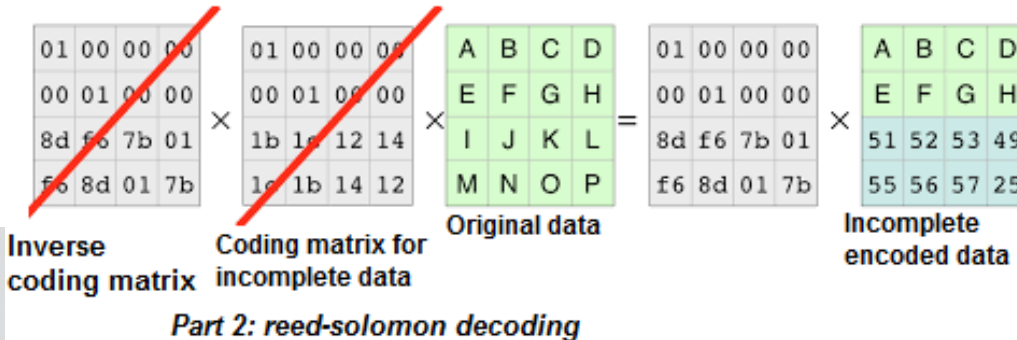 01 00 00 00 01 00 00 00 A B C D 01 00 00 00 A B C D
00 01 00 00 00 01 00 00 E F G H 00 01 00 00 E F G H
× × = ×
8d f6 7b 01 1b 1c 12 14 I J K L 8d f6 7b 01 51 52 53 49
f6 8d 01 7b 1c 1b 14 12 M N O P f6 8d 01 7b 55 56 57 25
Original data Incomplete
Inverse Coding matrix for encoded data
coding matrix incomplete data
Part 2: reed-solomon decoding